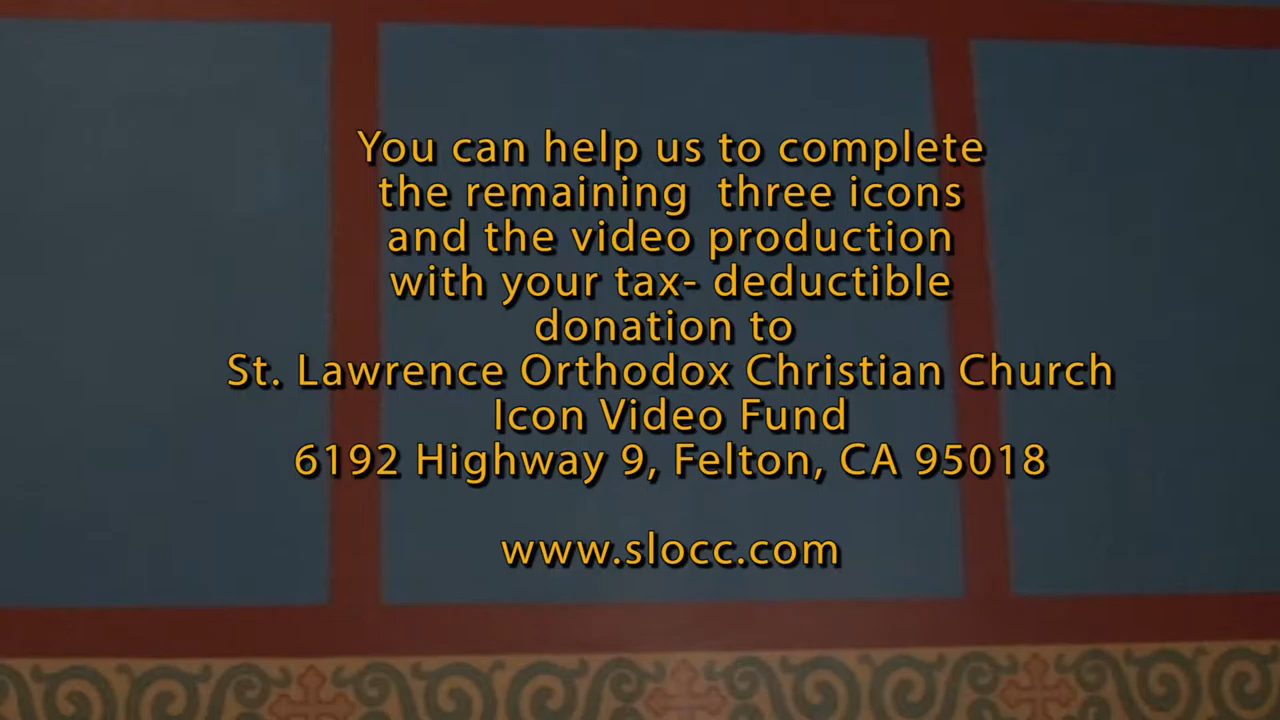 You can help us to complete
the remaining three icons
and the video production
with your tax- deductible
donation to
St. Lawrence Orthodox Christian Church
Icon Video Fund
6192 Highway 9, Felton, CA 95018
www.slocc.com